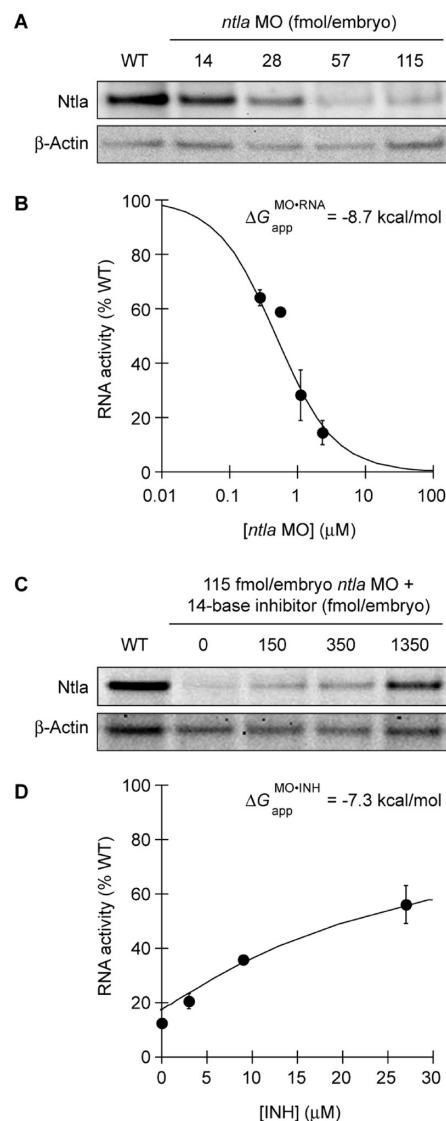 A
ntla MO (fmol/embryo)
WT 14 28 57 115
Ntla
β-Actin
B
ΔG app MO•RNA = -8.7 kcal/mol
RNA activity (% WT)
100
80
60
40
20
0
0.01 0.1 1 10 100
[ntla MO] (μM)
C
115 fmol/embryo ntla MO +
14-base inhibitor (fmol/embryo)
WT 0 150 350 1350
Ntla
β-Actin
D
ΔG app MO•INH = -7.3 kcal/mol
RNA activity (% WT)
100
80
60
40
20
0
0 5 10 15 20 25 30
[INH] (μM)